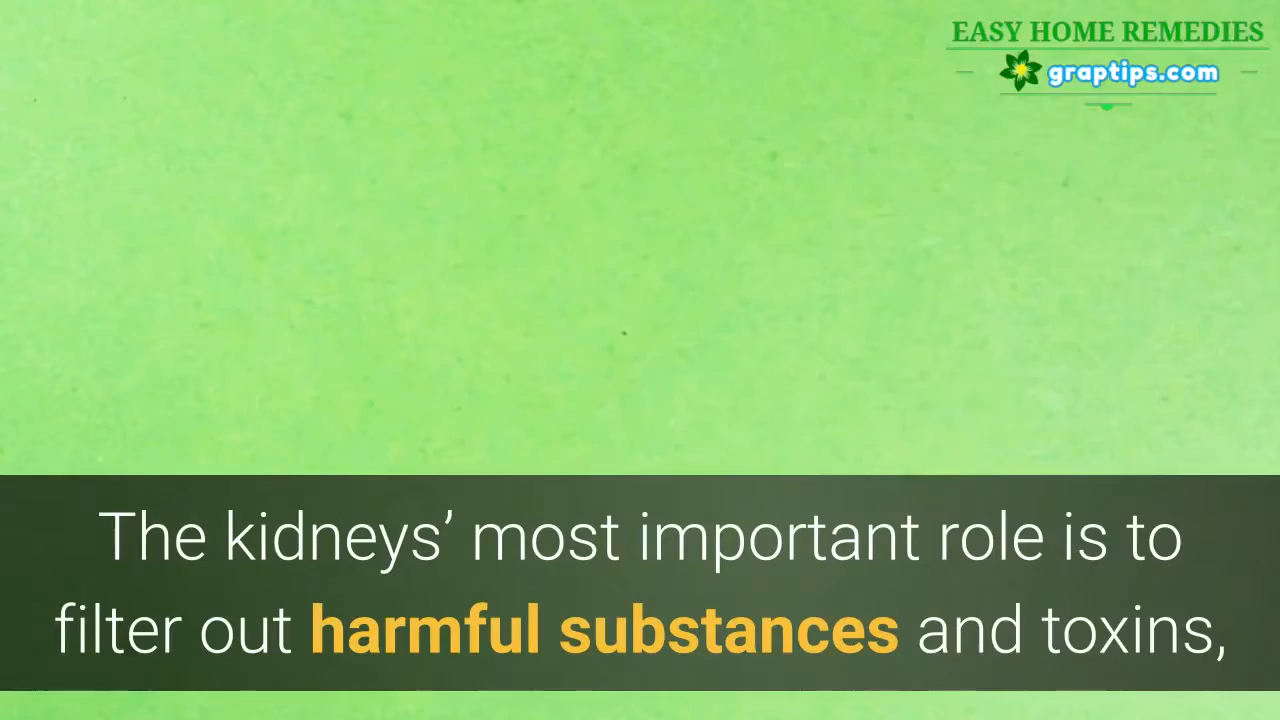 EASY HOME REMEDIES
graptips.com
The kidneys’ most important role is to
filter out harmful substances and toxins,